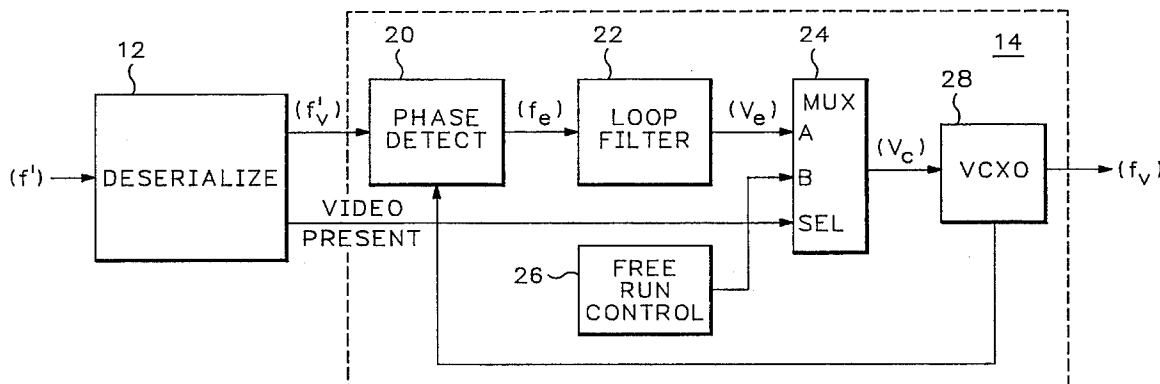 12
20
22
24
14
28
(f'v)
(fe)
(Ve)
(Vc)
(f')
(fv)
DESERIALIZE
PHASE
DETECT
LOOP
FILTER
MUX
A
B
SEL
VCXO
VIDEO
PRESENT
26
FREE
RUN
CONTROL